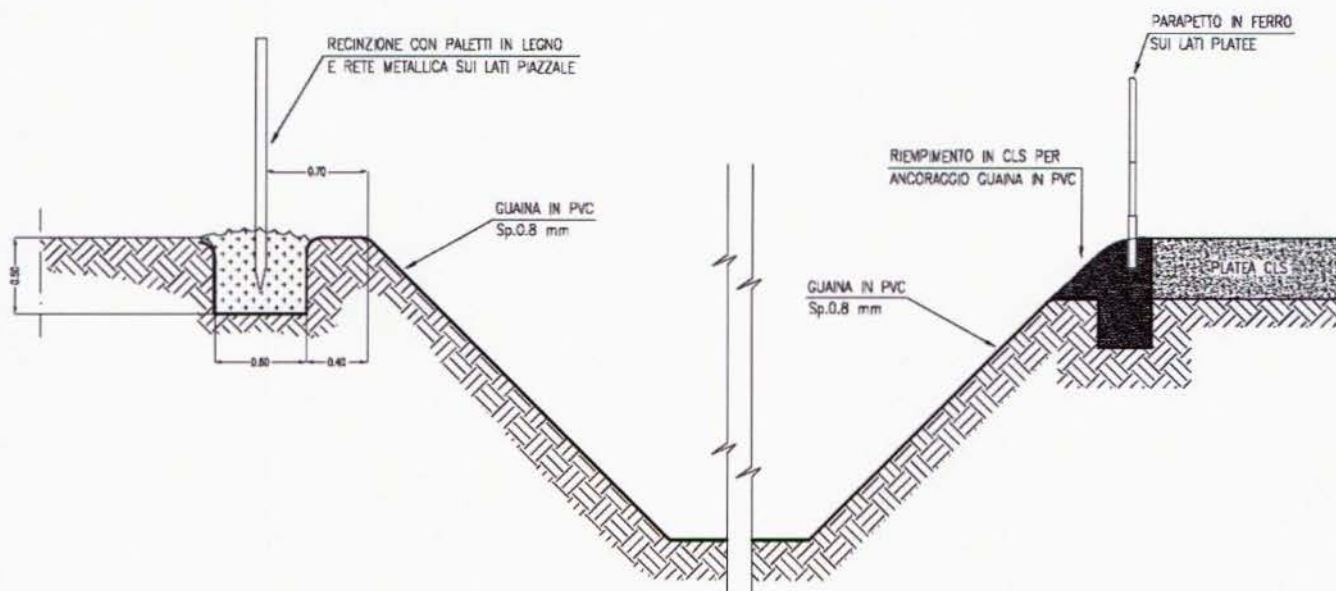 RECINZIONE CON PALETTI IN LEGNO
E RETE METALLICA SUI LATI PIAZZALE
PARAPETTO IN FERRO
SUI LATI PLATEE
RIEMPIMENTO IN CLS PER
ANCORAGGIO GUAINA IN PVC
0.70
GUAINA IN PVC
Sp.0.8 mm
0.50
PLATEA CLS
GUAINA IN PVC
Sp.0.8 mm
0.60
0.40